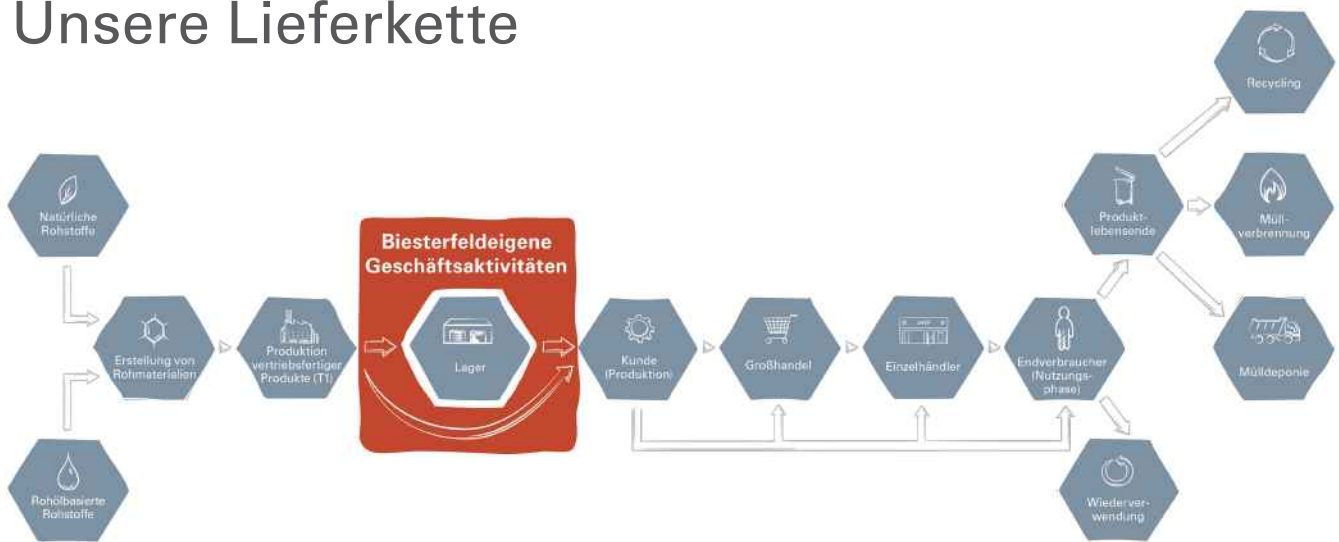 Unsere Lieferkette
Recycling
Natürliche
Rohstoffe
Produkt-
lebensende
Müll-
verbrennung
Biesterfeldeigene
Geschäftsaktivitäten
Erstellung von
Rohmaterialien
Produktion
vertriebsfertiger
Produkte (T1)
Lager
Kunde
(Produktion)
Großhandel
SHOP
Einzelhändler
Endverbraucher
(Nutzungs-
phase)
Mülldeponie
Rohölbasierte
Rohstoffe
Wiederver-
wendung